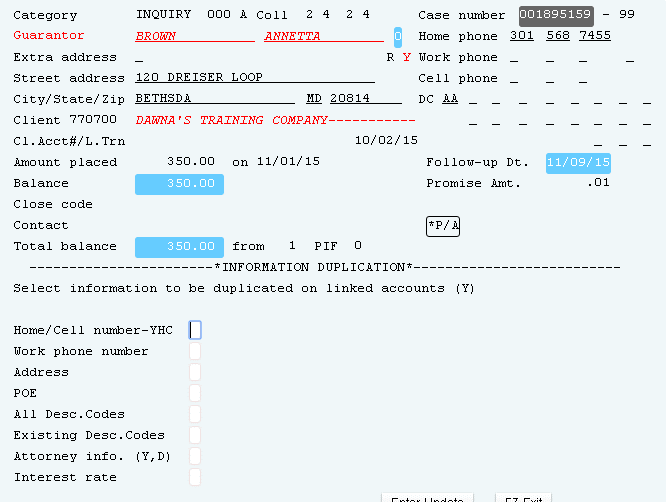 Category INQUIRY 000 A Coll 2 4 2 4 Case number 001895159 - 99
Guarantor BROWN ANNETTA 0 Home phone 301 568 7455
Extra address _ R Y Work phone _ _ _ _
Street address 120 DREISER LOOP Cell phone _ _ _
City/State/Zip BETHSDA MD 20814 DC AA _ _ _ _ _ _ _ _ _
Client 770700 DAWNA'S TRAINING COMPANY----------- _ _ _ _ _ _ _ _ _
Cl.Acct#/L.Trn 10/02/15 _ _ _
Amount placed 350.00 on 11/01/15 Follow-up Dt. 11/09/15
Balance 350.00 Promise Amt. .01
Close code
Contact *P/A
Total balance 350.00 from 1 PIF 0
-----------------------*INFORMATION DUPLICATION*--------------------------
Select information to be duplicated on linked accounts (Y)
Home/Cell number-YHC
Work phone number
Address
POE
All Desc.Codes
Existing Desc.Codes
Attorney info. (Y,D)
Interest rate
Enter Update F7 Exit